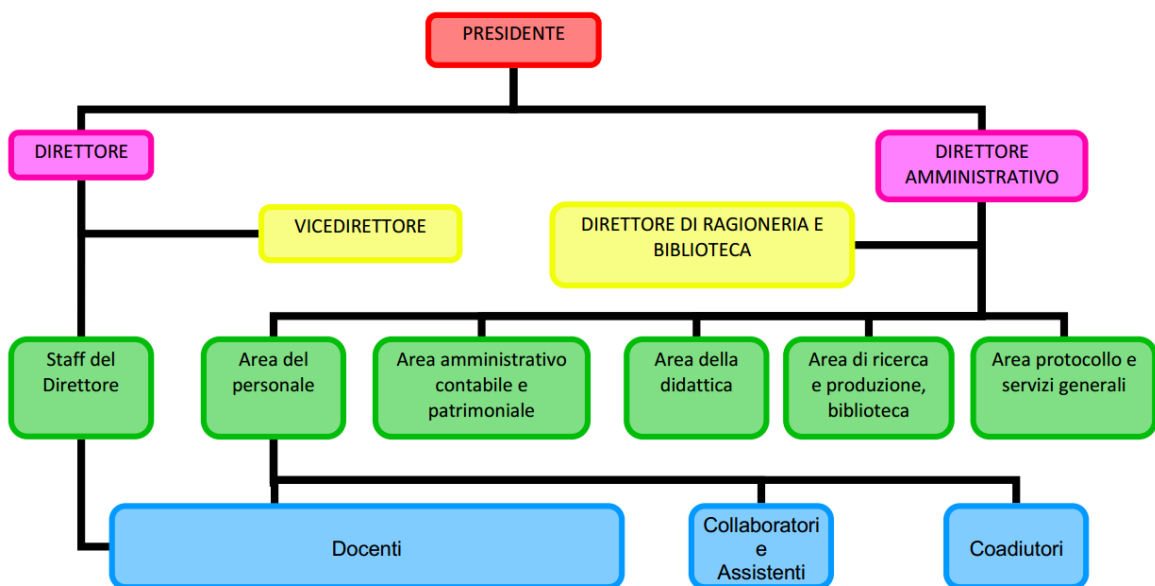 PRESIDENTE
DIRETTORE
DIRETTORE
AMMINISTRATIVO
VICEDIRETTORE
DIRETTORE DI RAGIONERIA E
BIBLIOTECA
Staff del
Direttore
Area del
personale
Area amministrativo
contabile e
patrimoniale
Area della
didattica
Area di ricerca
e produzione,
biblioteca
Area protocollo e
servizi generali
Docenti
Collaboratori
e
Assistenti
Coadiutori